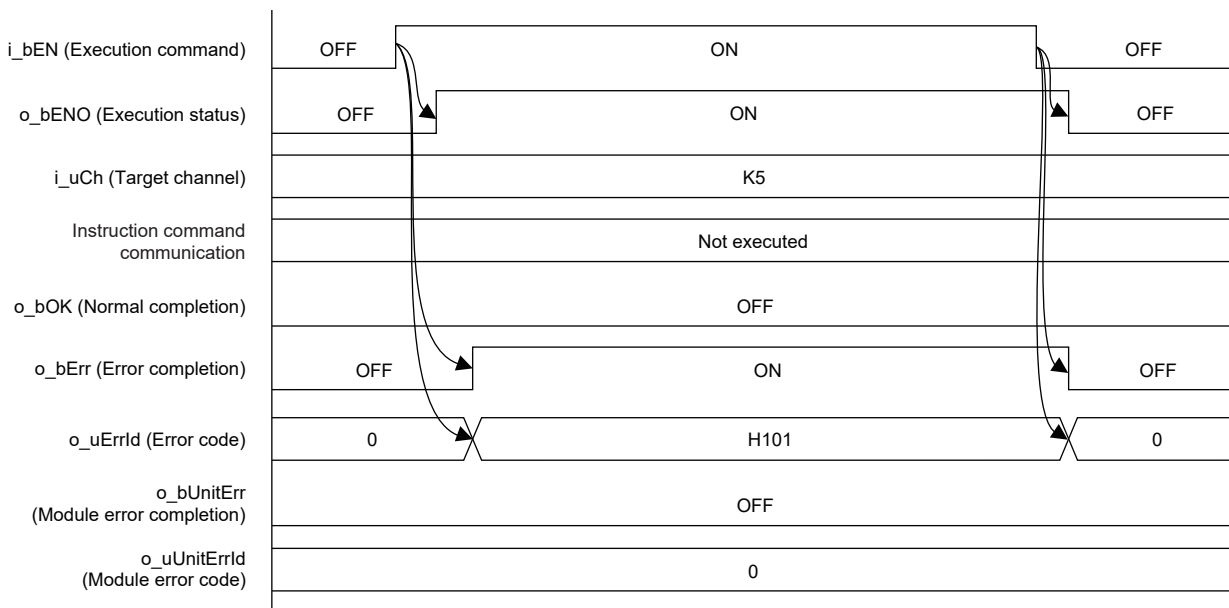 i_bEN (Execution command) OFF ON OFF
o_bENO (Execution status) OFF ON OFF
i_uCh (Target channel) K5
Instruction command
communication
Not executed
o_bOK (Normal completion) OFF
o_bErr (Error completion) OFF ON OFF
o_uErrId (Error code) 0 H101 0
o_bUnitErr
(Module error completion)
OFF
o_uUnitErrId
(Module error code)
0